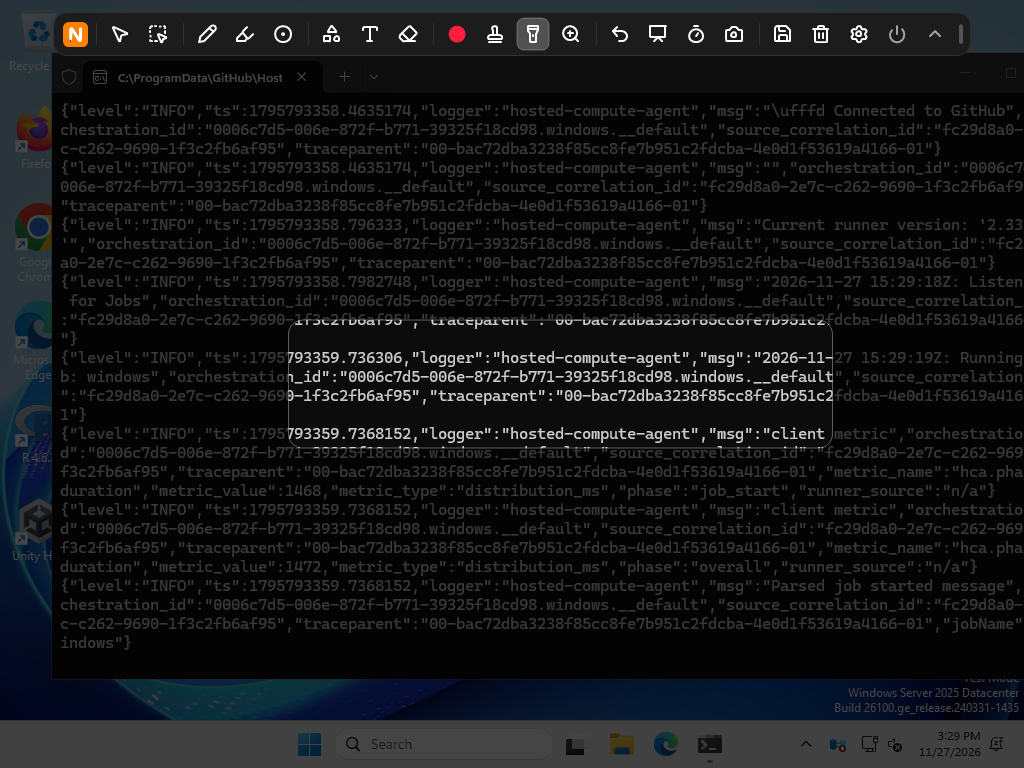 Recycle
C:\ProgramData\GitHub\Host
{"level":"INFO","ts":1795793358.4635174,"logger":"hosted-compute-agent","msg":"\ufffd Connected to GitHub",
chestration_id":"0006c7d5-006e-872f-b771-39325f18cd98.windows.__default","source_correlation_id":"fc29d8a0-
c-c262-9690-1f3c2fb6af95","traceparent":"00-bac72dba3238f85cc8fe7b951c2fdcba-4e0d1f53619a4166-01"}
{"level":"INFO","ts":1795793358.4635174,"logger":"hosted-compute-agent","msg":"","orchestration_id":"0006c7
006e-872f-b771-39325f18cd98.windows.__default","source_correlation_id":"fc29d8a0-2e7c-c262-9690-1f3c2fb6af9
"traceparent":"00-bac72dba3238f85cc8fe7b951c2fdcba-4e0d1f53619a4166-01"}
{"level":"INFO","ts":1795793358.796333,"logger":"hosted-compute-agent","msg":"Current runner version: '2.33
'","orchestration_id":"0006c7d5-006e-872f-b771-39325f18cd98.windows.__default","source_correlation_id":"fc2
a0-2e7c-c262-9690-1f3c2fb6af95","traceparent":"00-bac72dba3238f85cc8fe7b951c2fdcba-4e0d1f53619a4166-01"}
{"level":"INFO","ts":1795793358.7982748,"logger":"hosted-compute-agent","msg":"2026-11-27 15:29:18Z: Listen
for Jobs","orchestration_id":"0006c7d5-006e-872f-b771-39325f18cd98.windows.__default","source_correlation_
:"fc29d8a0-2e7c-c262-9690-1f3c2fb6af95","traceparent":"00-bac72dba3238f85cc8fe7b951c2fdcba-4e0d1f53619a4166
"}
{"level":"INFO","ts":1795793359.736306,"logger":"hosted-compute-agent","msg":"2026-11-27 15:29:19Z: Running
b: windows","orchestration_id":"0006c7d5-006e-872f-b771-39325f18cd98.windows.__default","source_correlation
":"fc29d8a0-2e7c-c262-9690-1f3c2fb6af95","traceparent":"00-bac72dba3238f85cc8fe7b951c2fdcba-4e0d1f53619a416
1"}
{"level":"INFO","ts":1795793359.7368152,"logger":"hosted-compute-agent","msg":"client metric","orchestratio
d":"0006c7d5-006e-872f-b771-39325f18cd98.windows.__default","source_correlation_id":"fc29d8a0-2e7c-c262-969
f3c2fb6af95","traceparent":"00-bac72dba3238f85cc8fe7b951c2fdcba-4e0d1f53619a4166-01","metric_name":"hca.pha
duration","metric_value":1468,"metric_type":"distribution_ms","phase":"job_start","runner_source":"n/a"}
{"level":"INFO","ts":1795793359.7368152,"logger":"hosted-compute-agent","msg":"client metric","orchestratio
d":"0006c7d5-006e-872f-b771-39325f18cd98.windows.__default","source_correlation_id":"fc29d8a0-2e7c-c262-969
f3c2fb6af95","traceparent":"00-bac72dba3238f85cc8fe7b951c2fdcba-4e0d1f53619a4166-01","metric_name":"hca.pha
duration","metric_value":1472,"metric_type":"distribution_ms","phase":"overall","runner_source":"n/a"}
{"level":"INFO","ts":1795793359.7368152,"logger":"hosted-compute-agent","msg":"Parsed job started message",
chestration_id":"0006c7d5-006e-872f-b771-39325f18cd98.windows.__default","source_correlation_id":"fc29d8a0-
c-c262-9690-1f3c2fb6af95","traceparent":"00-bac72dba3238f85cc8fe7b951c2fdcba-4e0d1f53619a4166-01","jobName"
indows"}
Firefo
Google
Chrom
Microso
Edge
R 4.6.
Unity H
Test Mode
Windows Server 2025 Datacenter
Build 26100.ge_release.240331-1435
Search
3:29 PM
11/27/2026